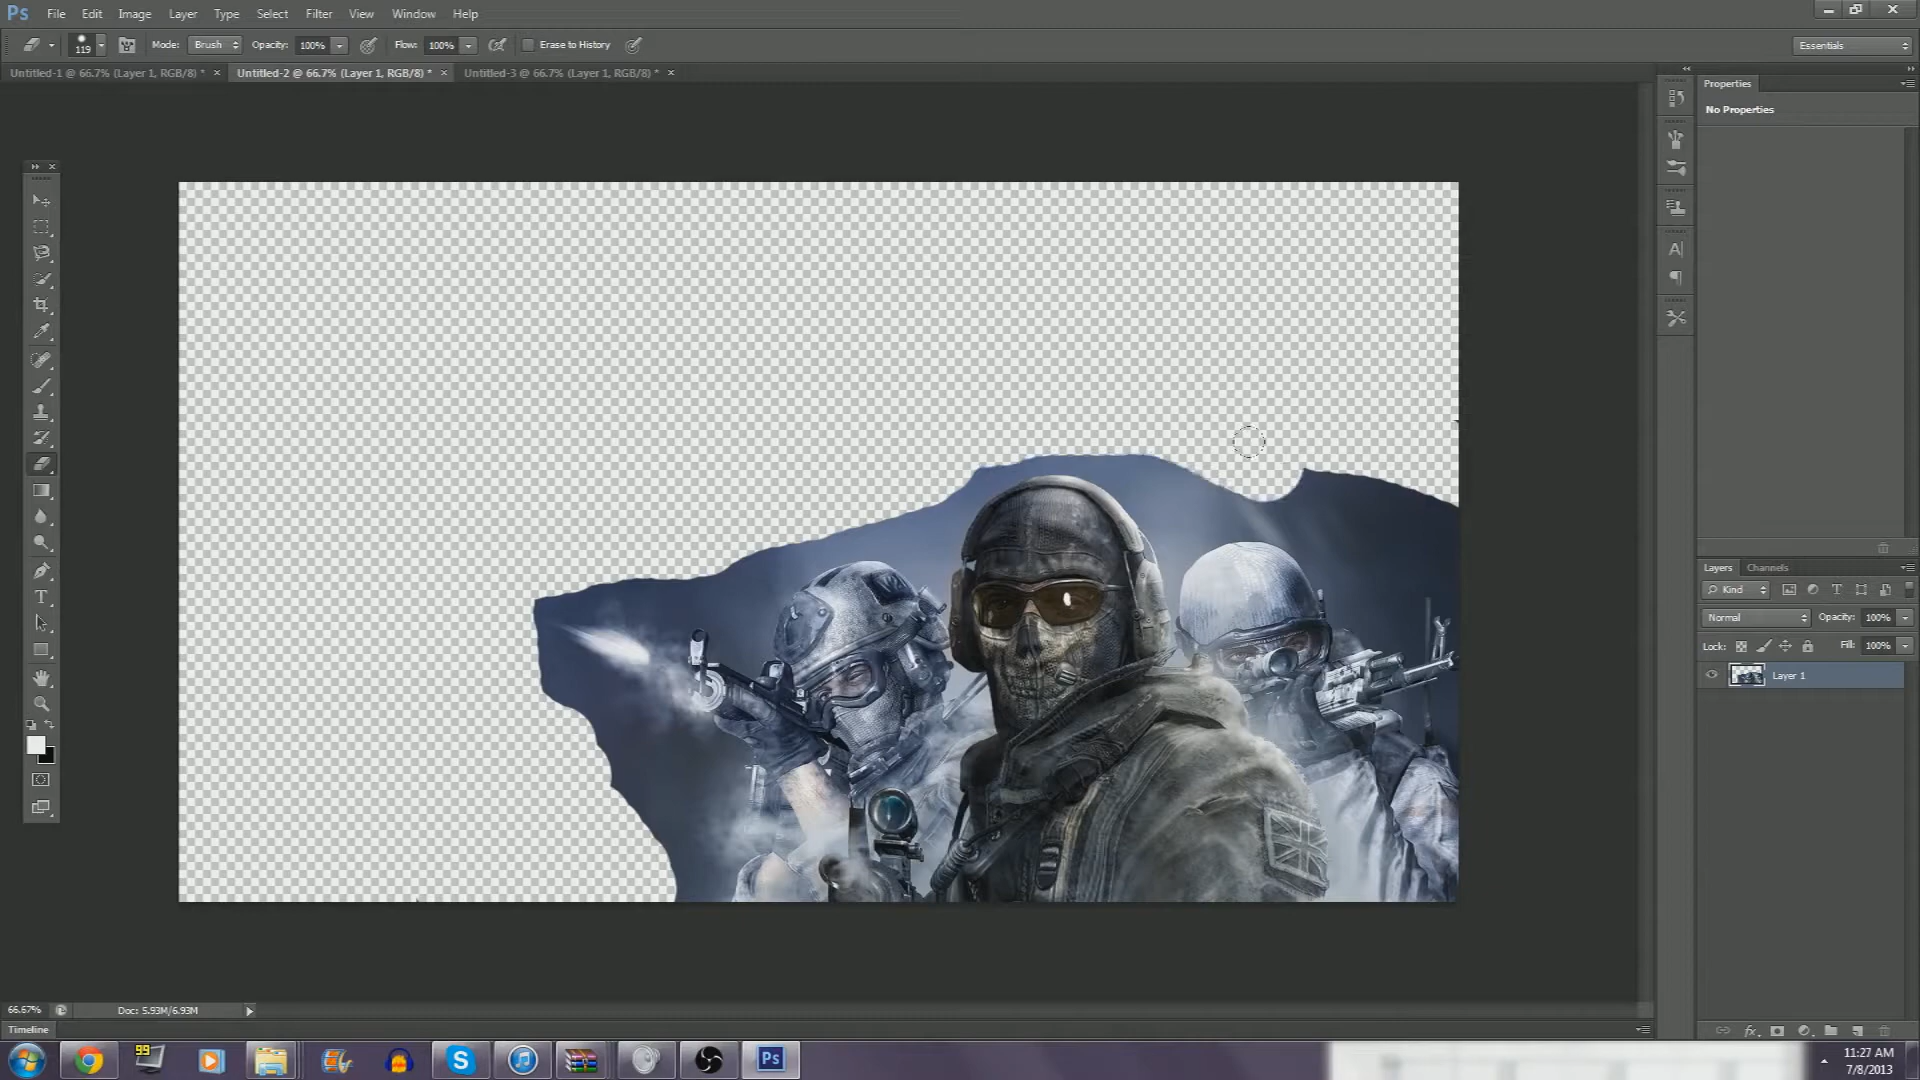 Ps File Edit Image Layer Type Select Filter View Window Help
119 Mode: Brush Opacity: 100% Flow: 100% Erase to History Essentials
Untitled-1 @ 66.7% (Layer 1, RGB/8) * × Untitled-2 @ 66.7% (Layer 1, RGB/8) * × Untitled-3 @ 66.7% (Layer 1, RGB/8) * ×
Properties
No Properties
Layers Channels
Kind
Normal Opacity: 100%
Lock: Fill: 100%
Layer 1
66.67% Doc: 5.93M/6.93M
Timeline
99
Ps
11:27 AM
7/8/2013